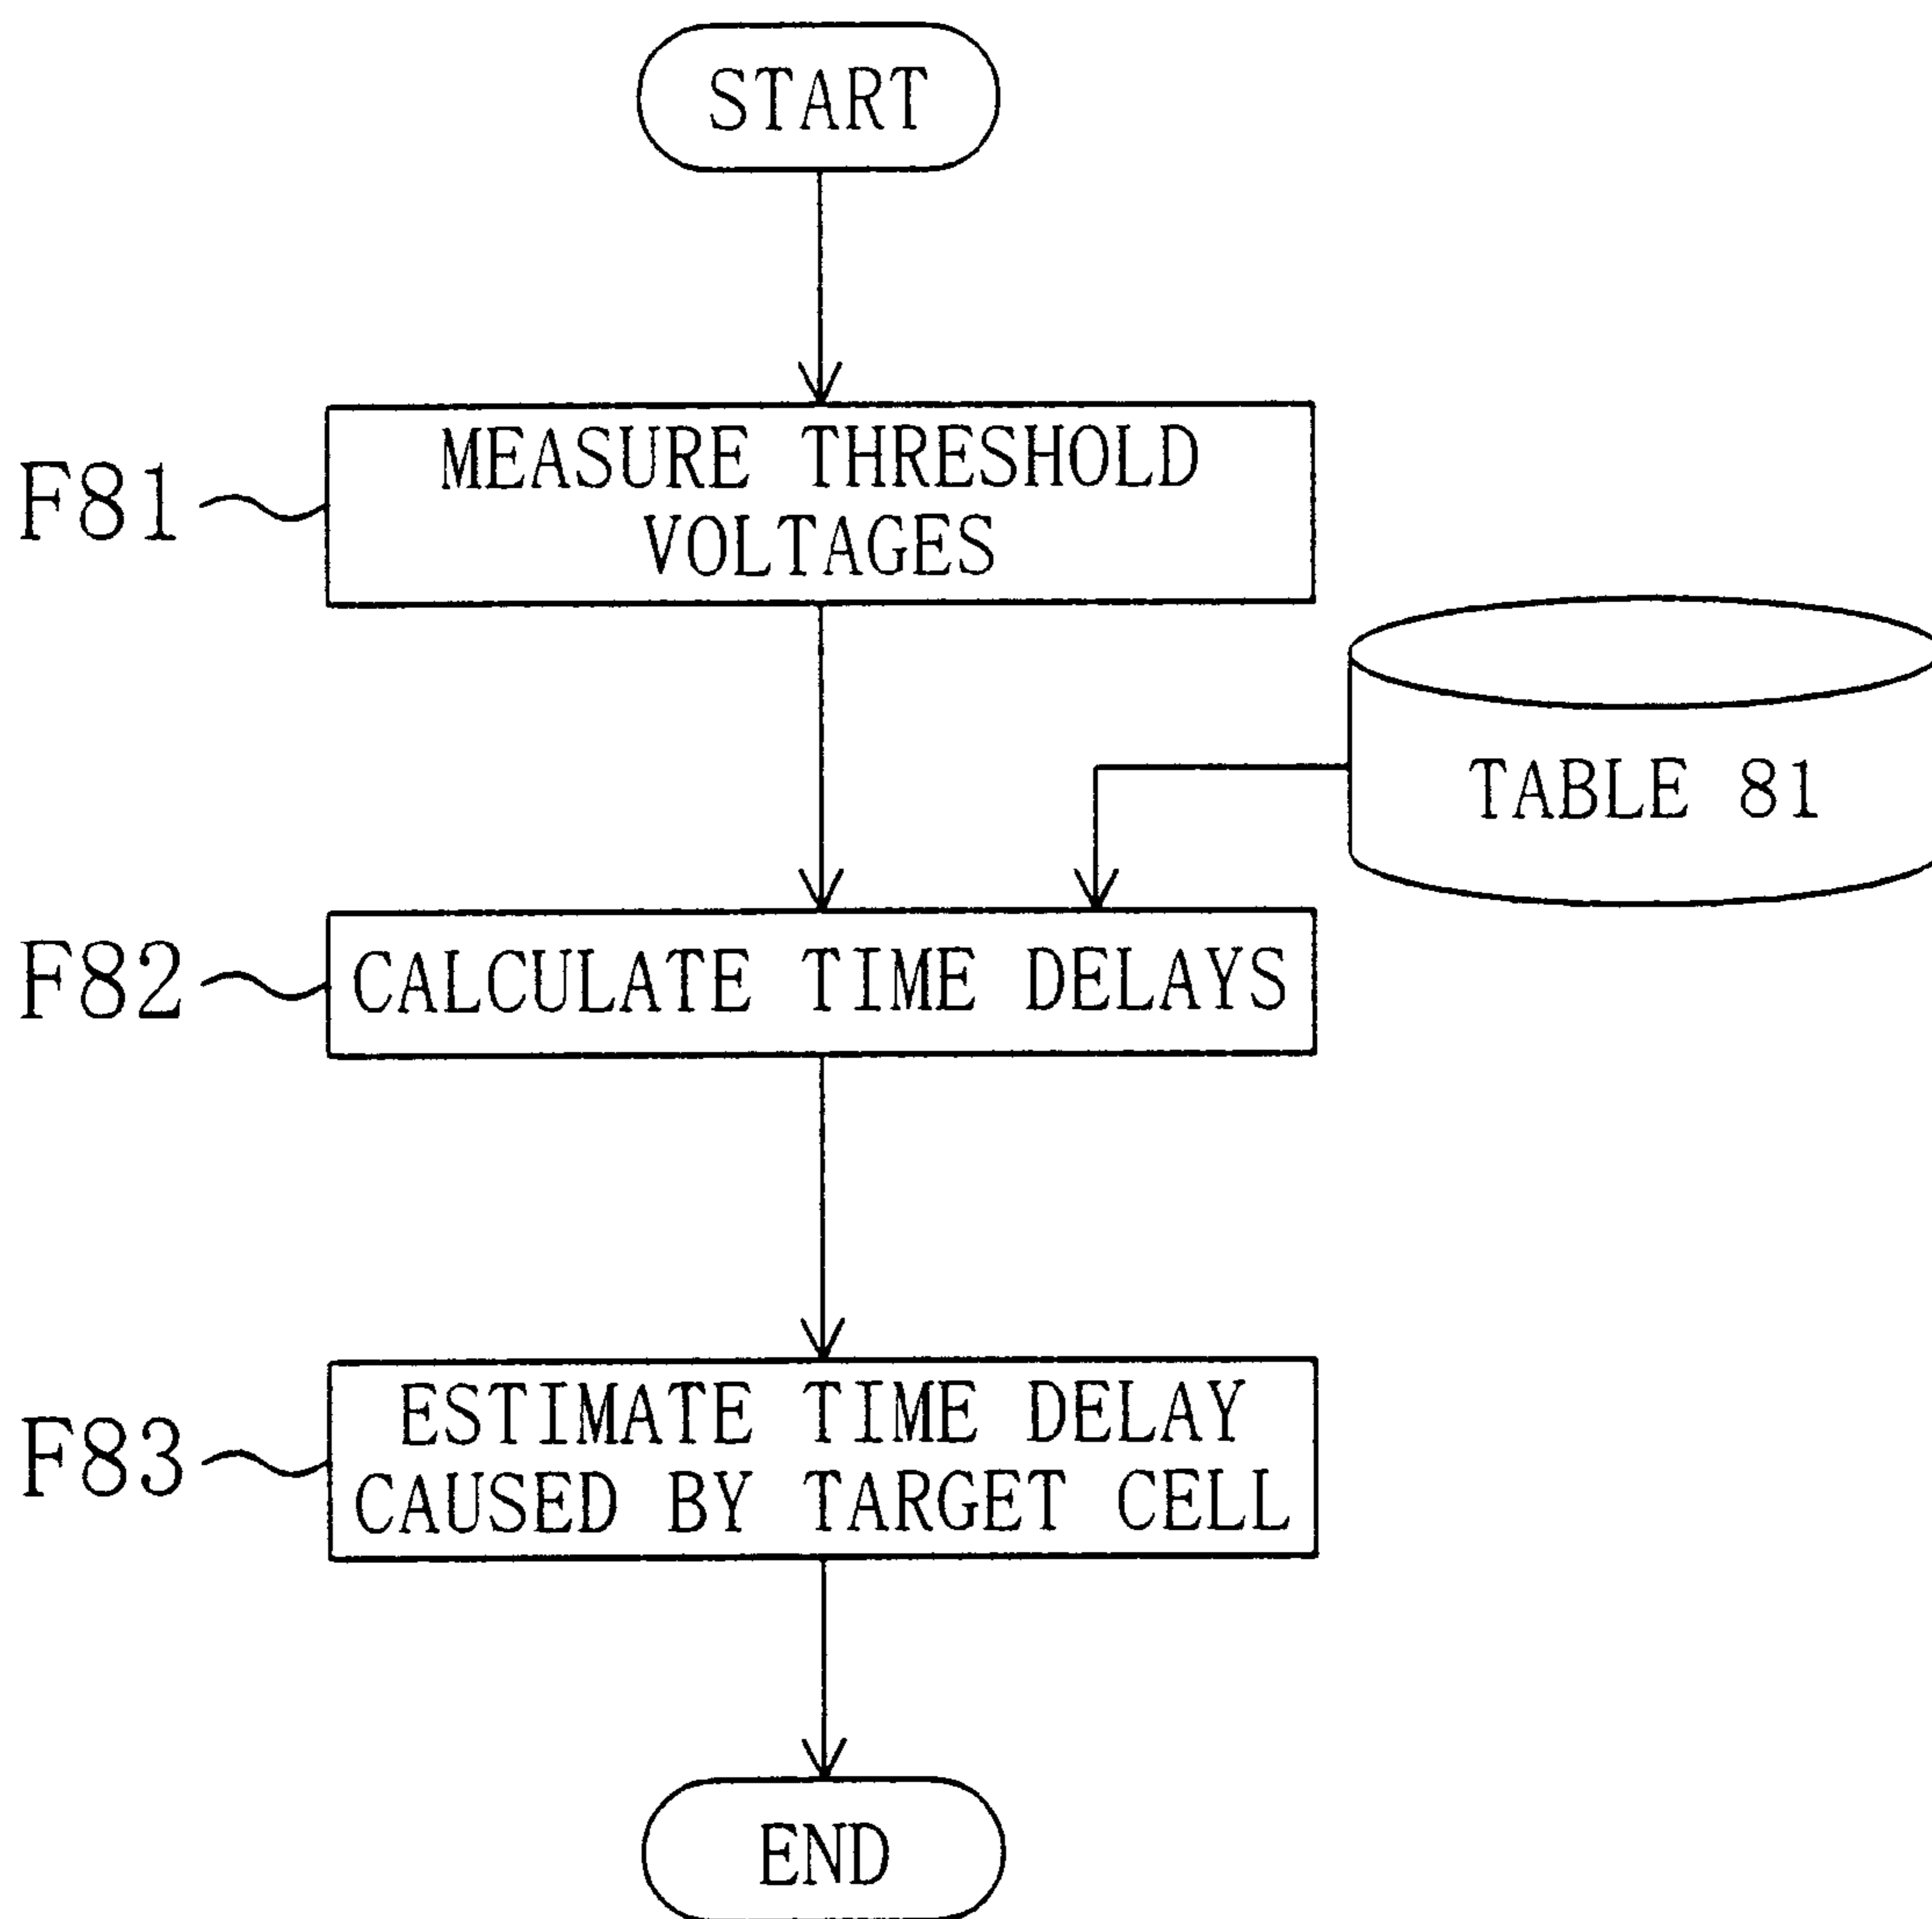 START
F81
MEASURE THRESHOLD
VOLTAGES
TABLE 81
F82
CALCULATE TIME DELAYS
F83
ESTIMATE TIME DELAY
CAUSED BY TARGET CELL
END